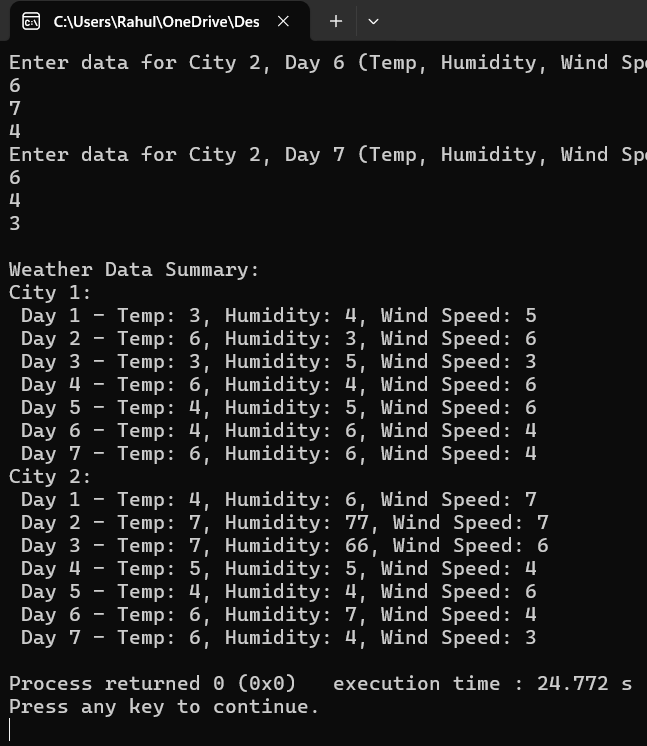 C:\Users\Rahul\OneDrive\Des
Enter data for City 2, Day 6 (Temp, Humidity, Wind
6
7
4
Enter data for City 2, Day 7 (Temp, Humidity, Wind
6
4
3
Weather Data Summary:
City 1:
Day 1 - Temp: 3, Humidity: 4, Wind Speed: 5
Day 2 - Temp: 6, Humidity: 3, Wind Speed: 6
Day 3 - Temp: 3, Humidity: 5, Wind Speed: 3
Day 4 - Temp: 6, Humidity: 4, Wind Speed: 6
Day 5 - Temp: 4, Humidity: 5, Wind Speed: 6
Day 6 - Temp: 4, Humidity: 6, Wind Speed: 4
Day 7 - Temp: 6, Humidity: 6, Wind Speed: 4
City 2:
Day 1 - Temp: 4, Humidity: 6, Wind Speed: 7
Day 2 - Temp: 7, Humidity: 77, Wind Speed: 7
Day 3 - Temp: 7, Humidity: 66, Wind Speed: 6
Day 4 - Temp: 5, Humidity: 5, Wind Speed: 4
Day 5 - Temp: 4, Humidity: 4, Wind Speed: 6
Day 6 - Temp: 6, Humidity: 7, Wind Speed: 4
Day 7 - Temp: 6, Humidity: 4, Wind Speed: 3
Process returned 0 (0x0)   execution time : 24.772 s
Press any key to continue.